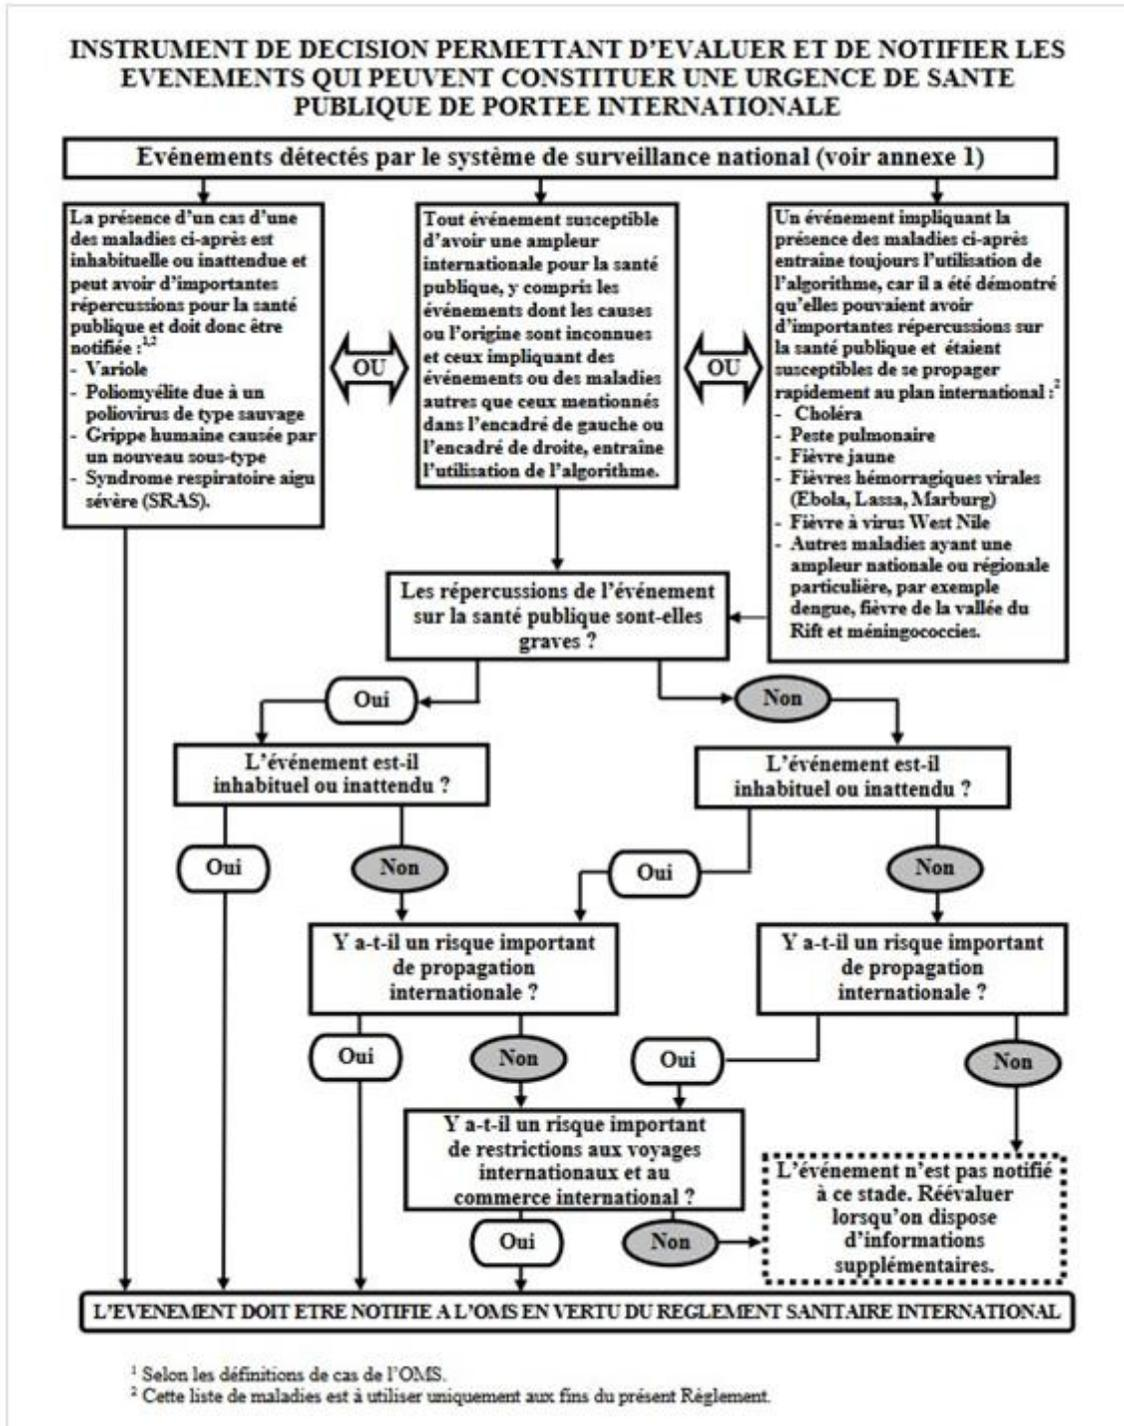 INSTRUMENT DE DECISION PERMETTANT D'EVALUER ET DE NOTIFIER LES
EVENEMENTS QUI PEUVENT CONSTITUER UNE URGENCE DE SANTE
PUBLIQUE DE PORTEE INTERNATIONALE
Evénements détectés par le système de surveillance national (voir annexe 1)
La présence d'un cas d'une
des maladies ci-après est
inhabituelle ou inattendue et
peut avoir d'importantes
répercussions pour la santé
publique et doit donc être
notifiée :1,2
- Variole
- Poliomyélite due à un
poliovirus de type sauvage
- Grippe humaine causée par
un nouveau sous-type
- Syndrome respiratoire aigu
sévère (SRAS).
OU
Tout événement susceptible
d'avoir une ampleur
internationale pour la santé
publique, y compris les
événements dont les causes
ou l'origine sont inconnues
et ceux impliquant des
événements ou des maladies
autres que ceux mentionnés
dans l'encadré de gauche ou
l'encadré de droite, entraîne
l'utilisation de l'algorithme.
OU
Un événement impliquant la
présence des maladies ci-après
entraîne toujours l'utilisation de
l'algorithme, car il a été démontré
qu'elles pouvaient avoir
d'importantes répercussions sur
la santé publique et étaient
susceptibles de se propager
rapidement au plan international :2
- Choléra
- Peste pulmonaire
- Fièvre jaune
- Fièvres hémorragiques virales
(Ebola, Lassa, Marburg)
- Fièvre à virus West Nile
- Autres maladies ayant une
ampleur nationale ou régionale
particulière, par exemple
dengue, fièvre de la vallée du
Rift et méningococcies.
Les répercussions de l'événement
sur la santé publique sont-elles
graves ?
Oui
Non
L'événement est-il
inhabituel ou inattendu ?
L'événement est-il
inhabituel ou inattendu ?
Oui
Non
Oui
Non
Y a-t-il un risque important
de propagation
internationale ?
Y a-t-il un risque important
de propagation
internationale ?
Oui
Non
Oui
Non
Y a-t-il un risque important
de restrictions aux voyages
internationaux et au
commerce international ?
L'événement n'est pas notifié
à ce stade. Réévaluer
lorsqu'on dispose
d'informations
supplémentaires.
Oui
Non
L'EVENEMENT DOIT ETRE NOTIFIE A L'OMS EN VERTU DU REGLEMENT SANITAIRE INTERNATIONAL
1 Selon les définitions de cas de l'OMS.
2 Cette liste de maladies est à utiliser uniquement aux fins du présent Règlement.